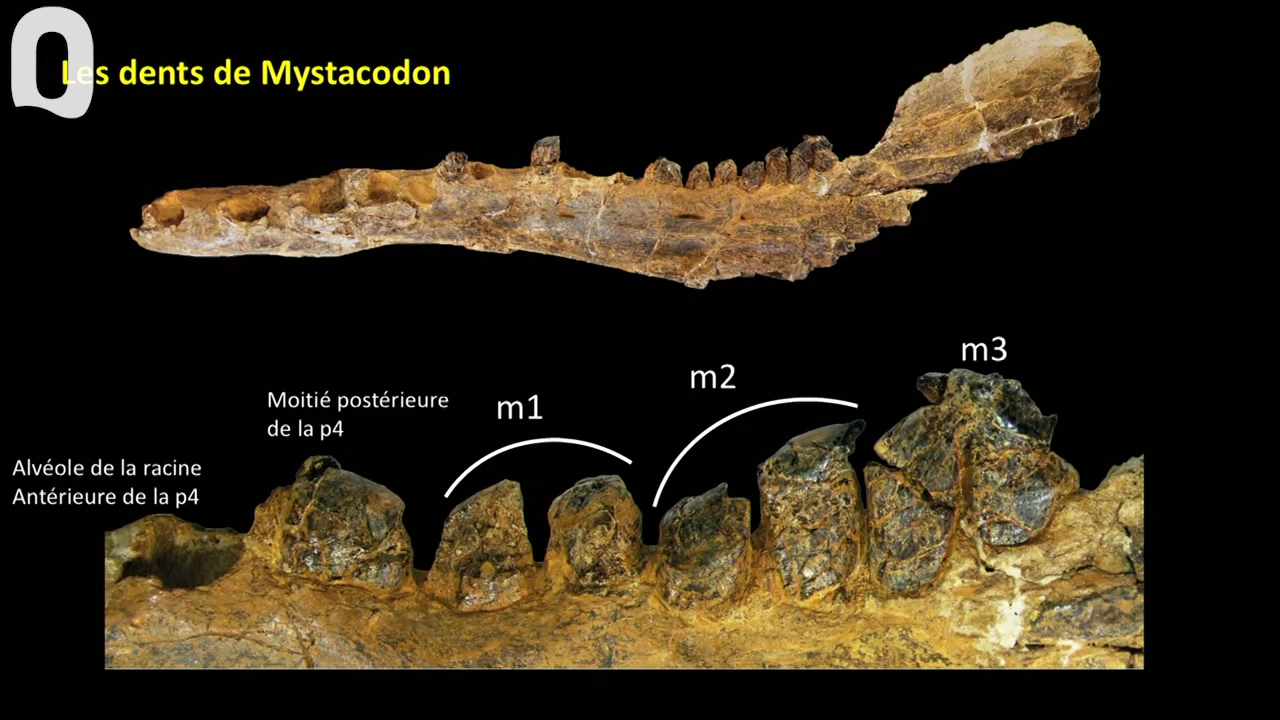 Q
Les dents de Mystacodon
m3
m2
m1
Moitié postérieure
de la p4
Alvéole de la racine
Antérieure de la p4